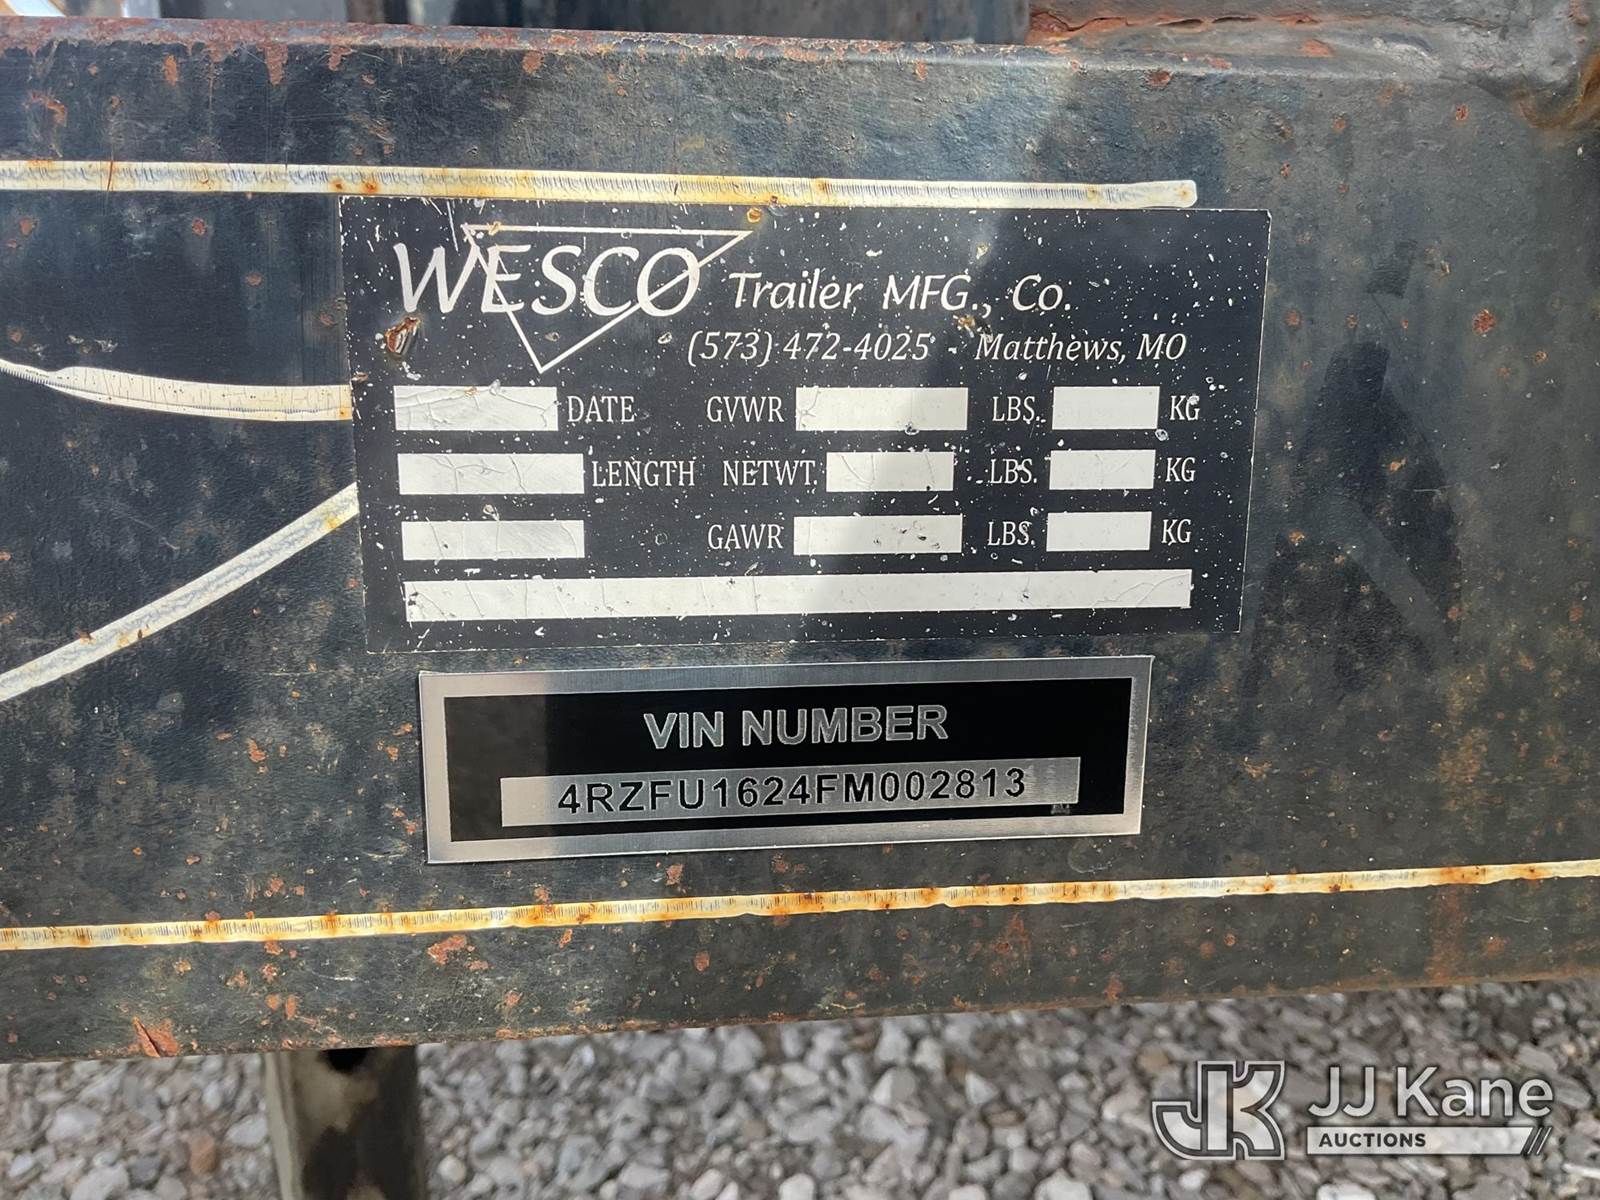 WESCO Trailer MFG., Co.
(573) 472-4025 - Matthews, MO
DATE GVWR LBS. KG
LENGTH NETWT. LBS. KG
GAWR LBS. KG
VIN NUMBER
4RZFU1624FM002813
JK JJ Kane
AUCTIONS